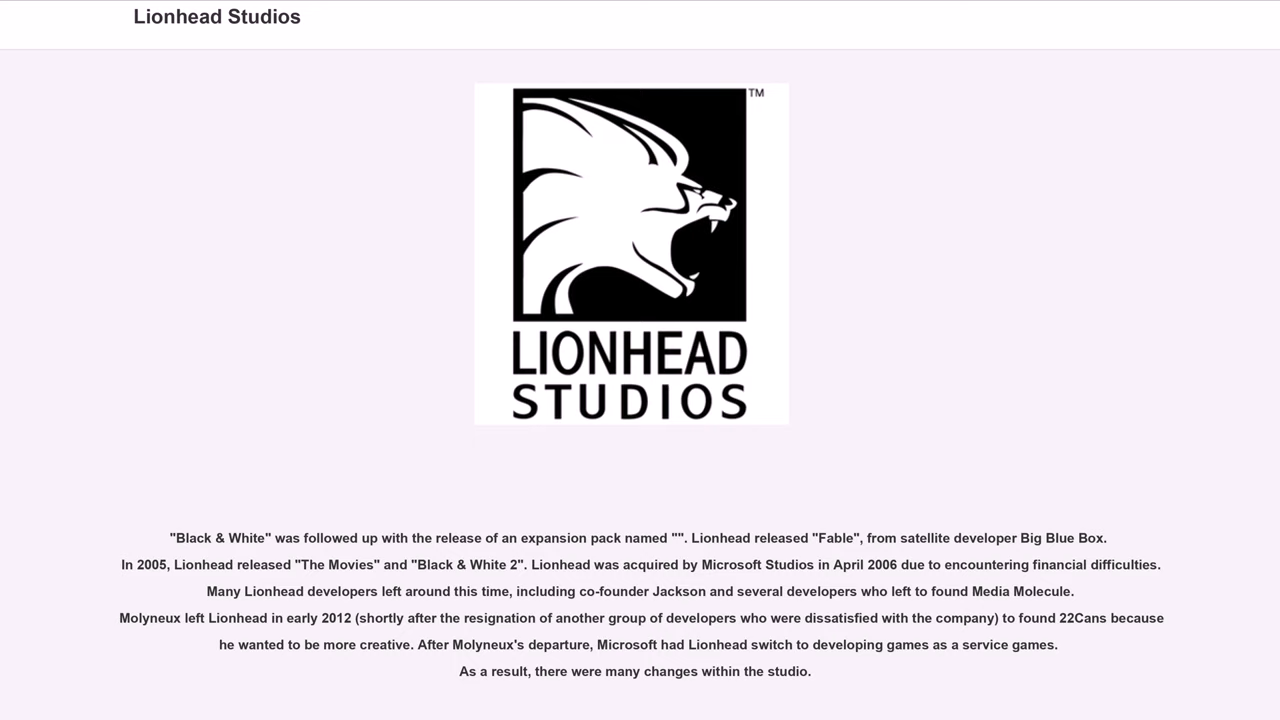 Lionhead Studios
TM
LIONHEAD
STUDIOS
"Black & White" was followed up with the release of an expansion pack named "". Lionhead released "Fable", from satellite developer Big Blue Box.
In 2005, Lionhead released "The Movies" and "Black & White 2". Lionhead was acquired by Microsoft Studios in April 2006 due to encountering financial difficulties.
Many Lionhead developers left around this time, including co-founder Jackson and several developers who left to found Media Molecule.
Molyneux left Lionhead in early 2012 (shortly after the resignation of another group of developers who were dissatisfied with the company) to found 22Cans because
he wanted to be more creative. After Molyneux's departure, Microsoft had Lionhead switch to developing games as a service games.
As a result, there were many changes within the studio.